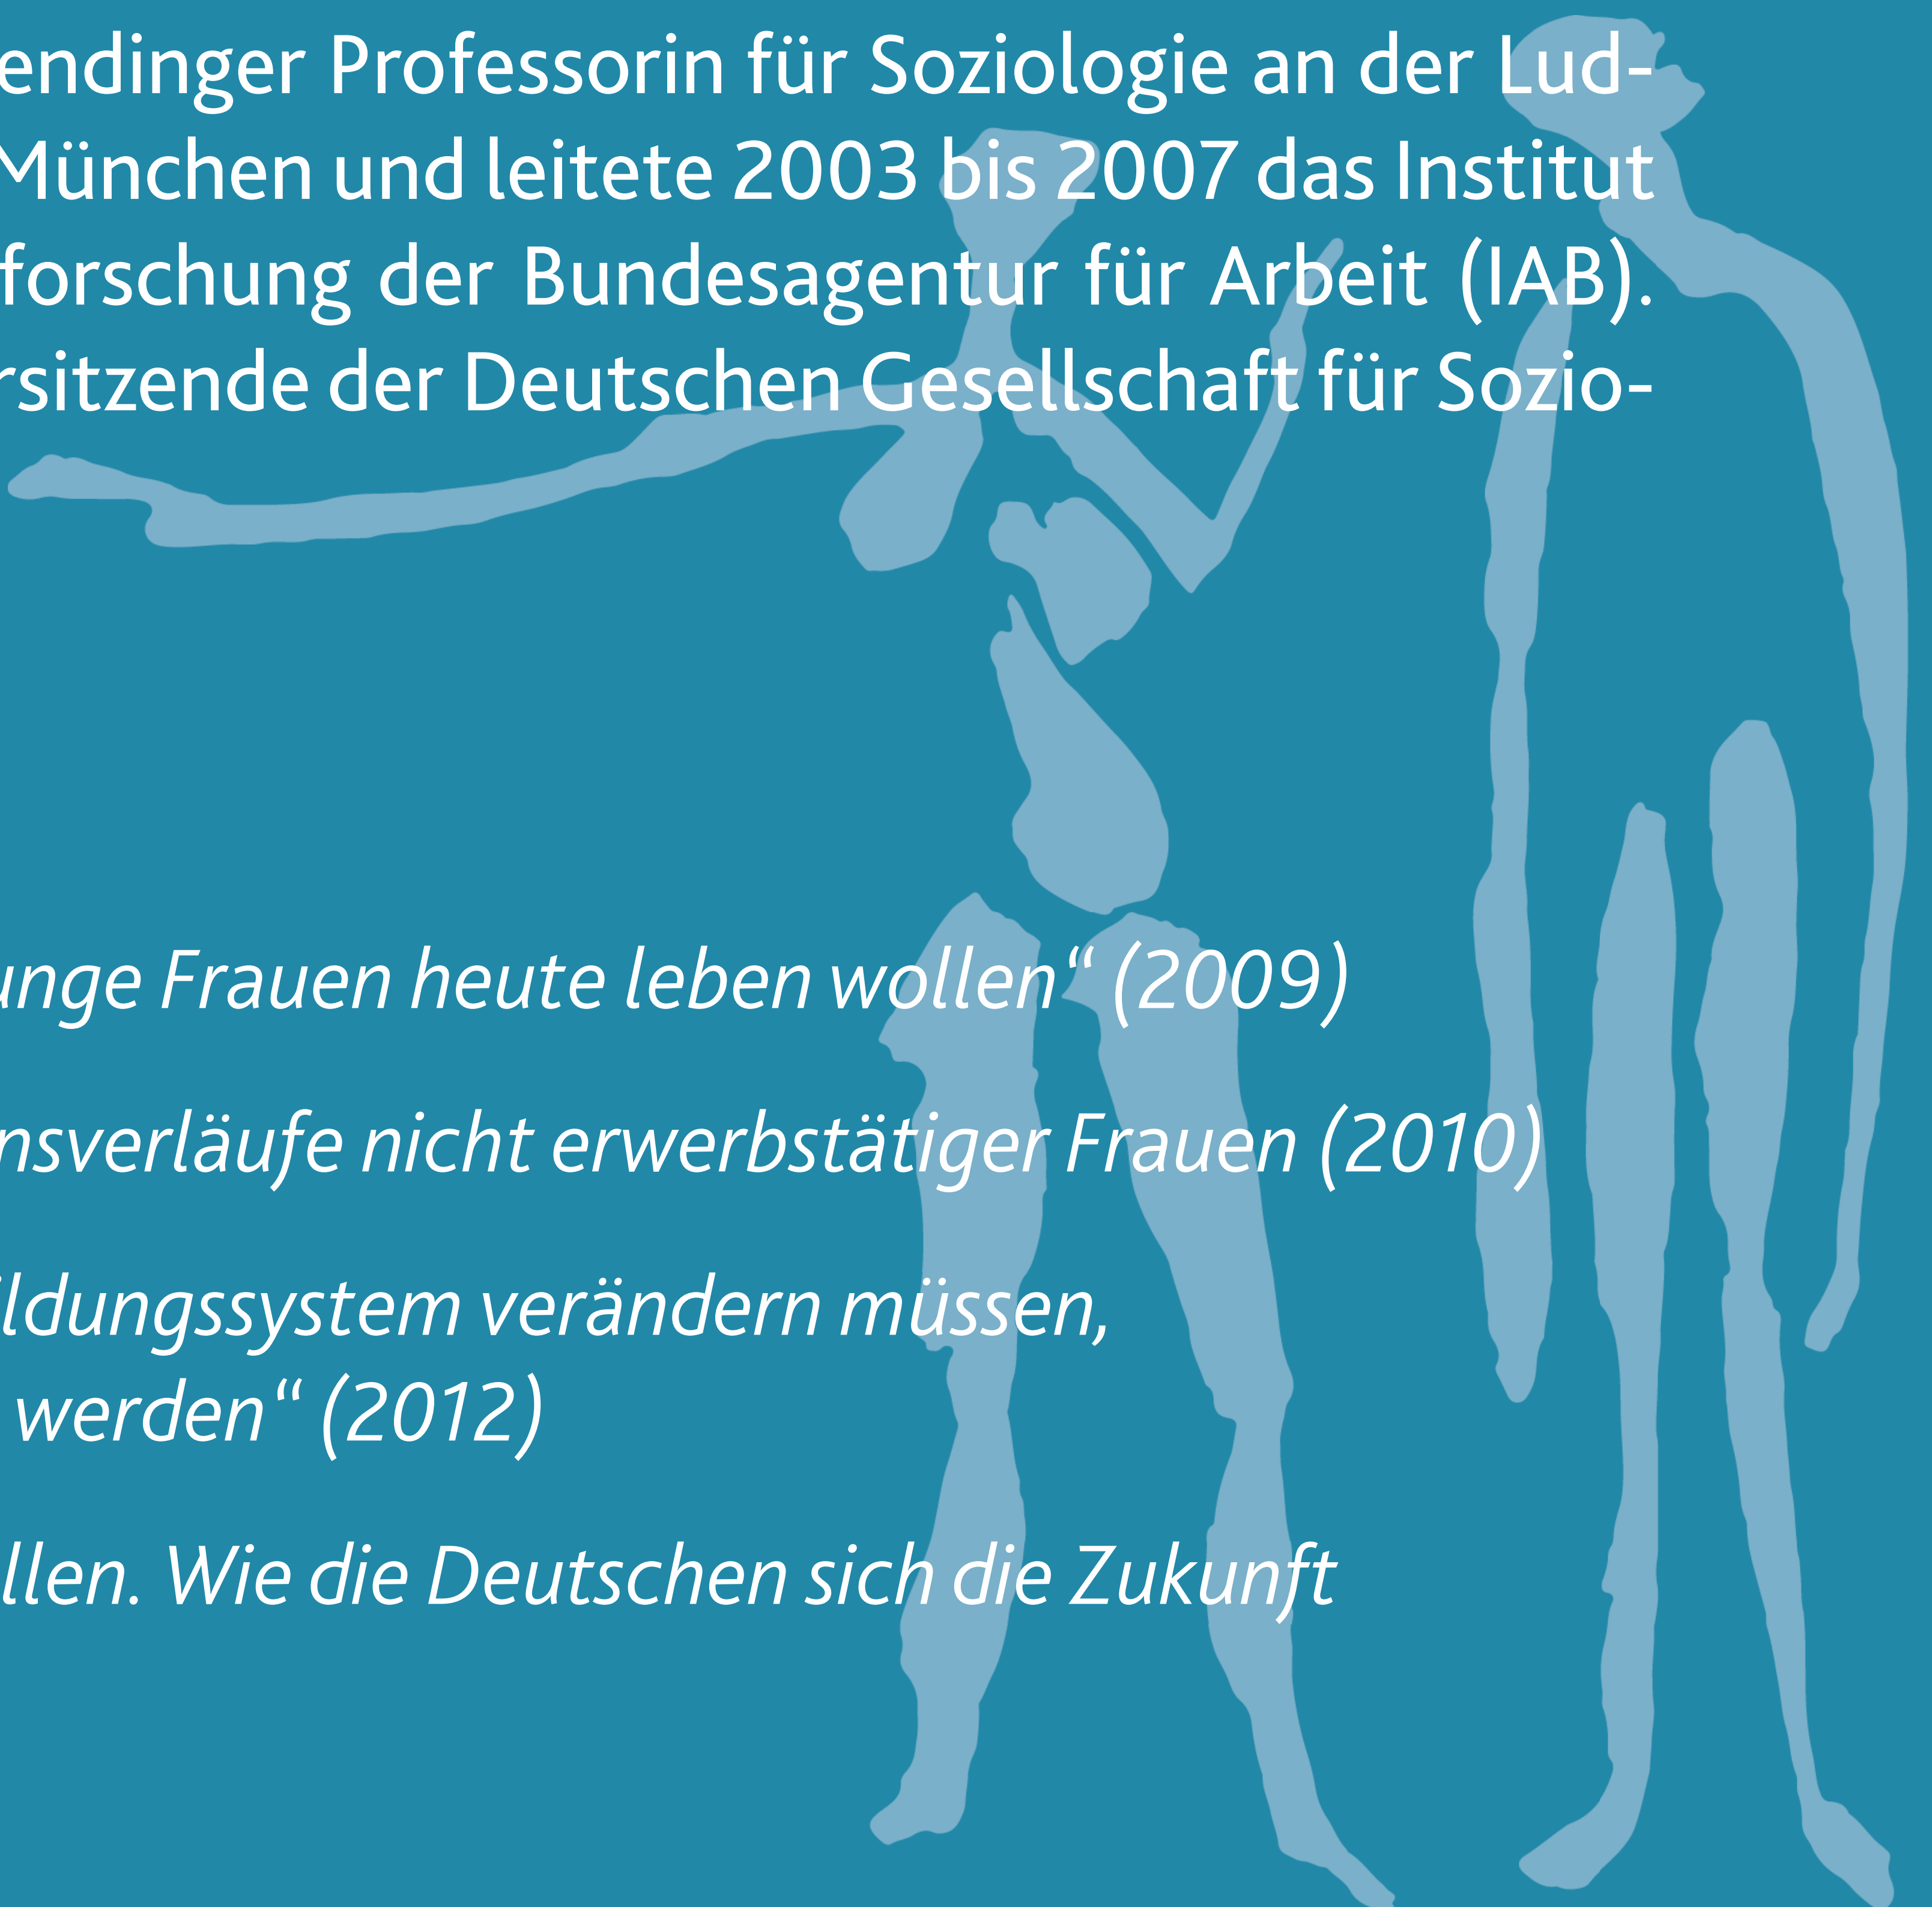 endinger Professorin für Soziologie an der Lud-
München und leitete 2003 bis 2007 das Institut
forschung der Bundesagentur für Arbeit (IAB).
rsitzende der Deutschen Gesellschaft für Sozio-
unge Frauen heute leben wollen“ (2009)
nsverläufe nicht erwerbstätiger Frauen (2010)
ildungssystem verändern müssen,
werden“ (2012)
llen. Wie die Deutschen sich die Zukunft